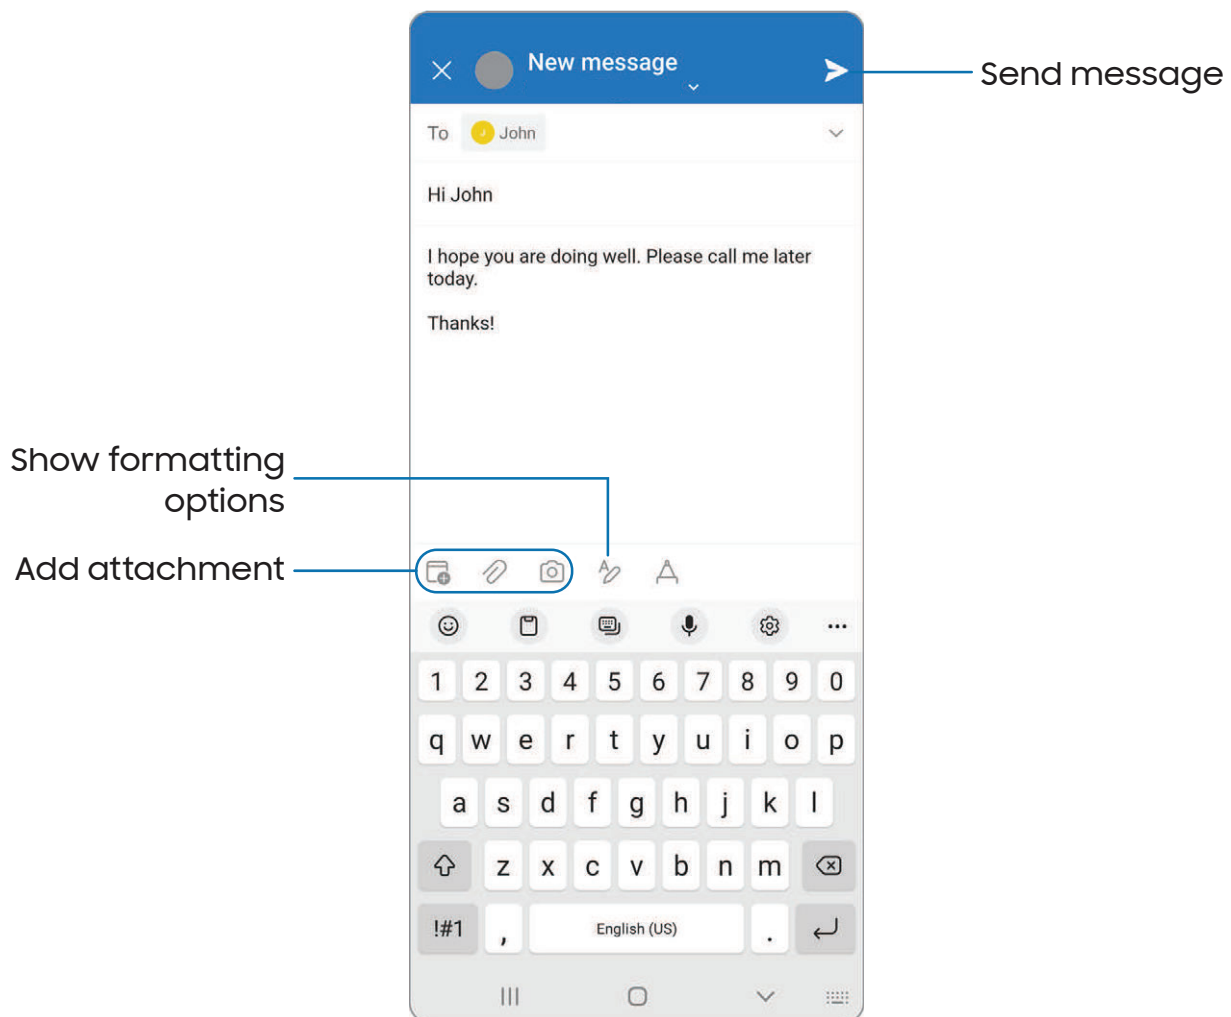 New message
Send message
To J John
Hi John
I hope you are doing well. Please call me later
today.
Thanks!
Show formatting
options
Add attachment
1 2 3 4 5 6 7 8 9 0
q w e r t y u i o p
a s d f g h j k l
z x c v b n m
!#1 , English (US) .